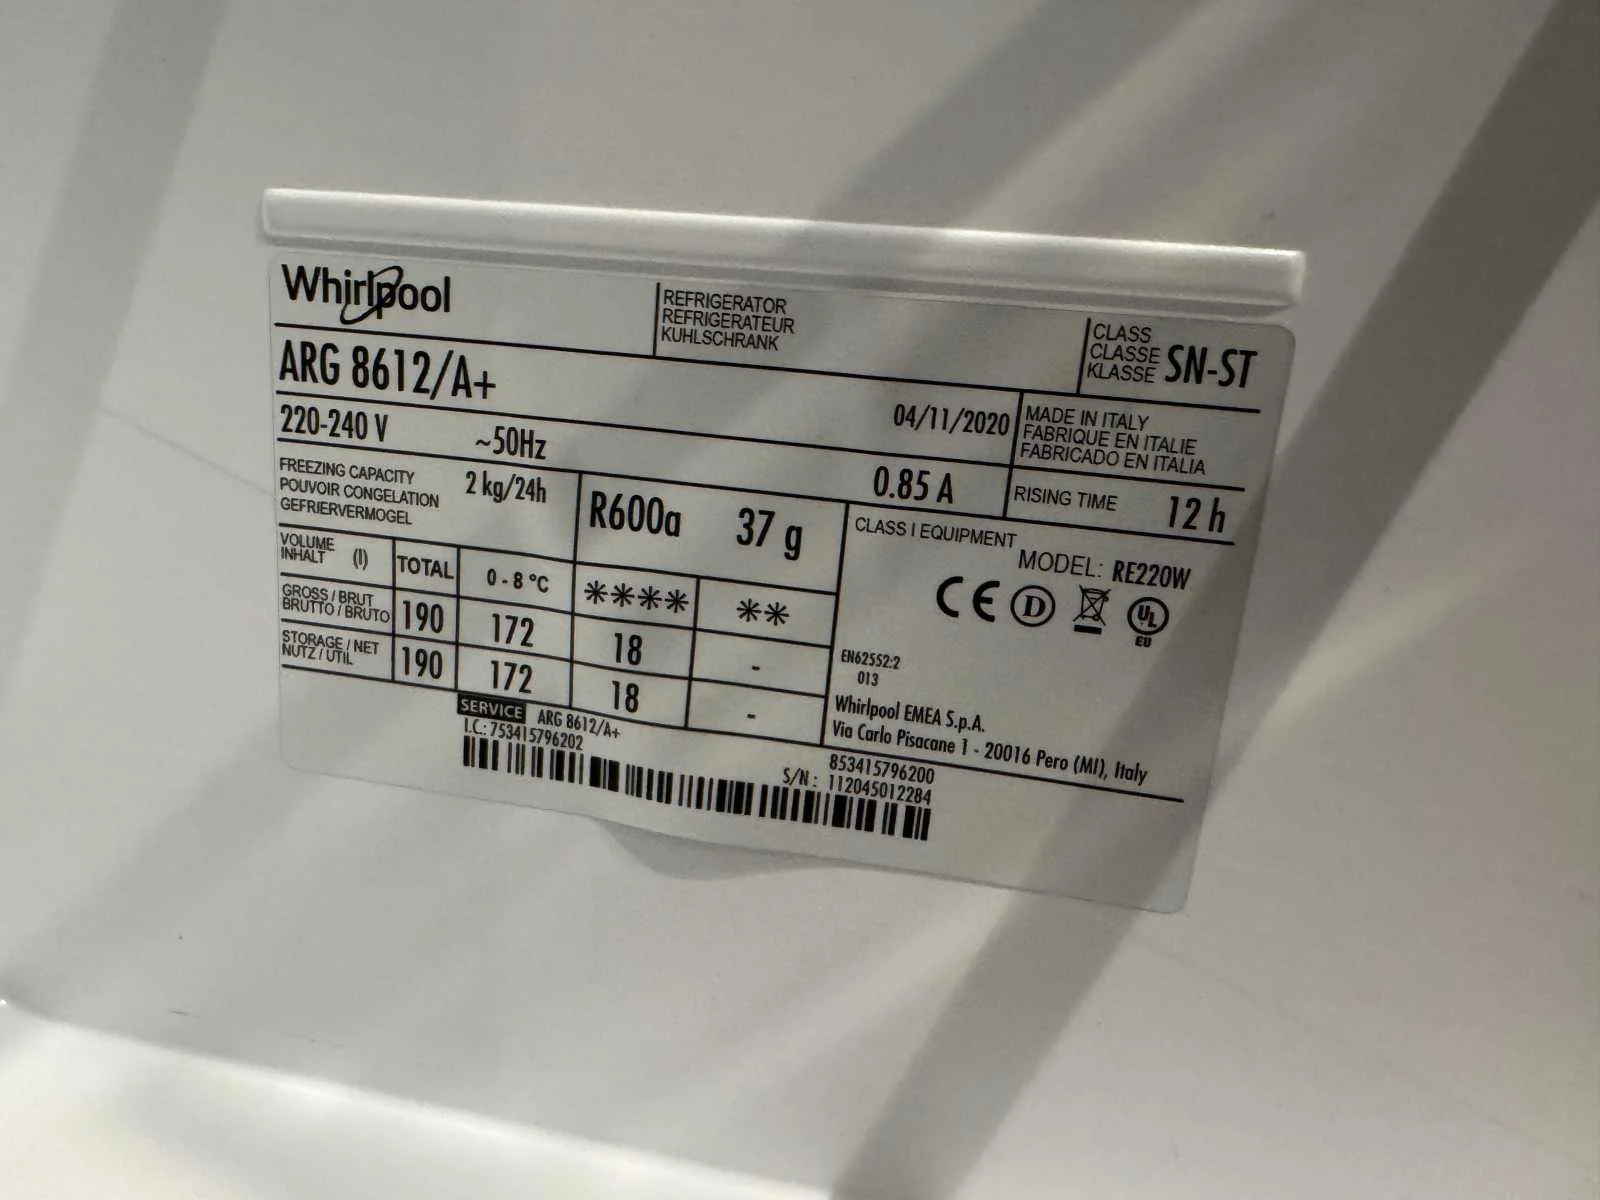 Whirlpool
REFRIGERATOR
REFRIGERATEUR
KUHLSCHRANK
CLASS
CLASSE
KLASSE
SN-ST
ARG 8612/A+
04/11/2020
MADE IN ITALY
FABRIQUE EN ITALIE
FABRICADO EN ITALIA
220-240 V
~50Hz
0.85 A
RISING TIME 12 h
FREEZING CAPACITY
POUVOIR CONGELATION
GEFRIERVERMOGEL
2 kg/24h
R600a 37 g
CLASS I EQUIPMENT
MODEL: RE220W
VOLUME
INHALT (l)
TOTAL
0 - 8 °C
****
**
GROSS / BRUT
BRUTTO / BRUTO
190
172
18
-
STORAGE / NET
NUTZ / UTIL
190
172
18
-
CE D UL
EU
EN62552:2
013
Whirlpool EMEA S.p.A.
Via Carlo Pisacane 1 - 20016 Pero (MI), Italy
SERVICE ARG 8612/A+
I.C.: 753415796202
853415796200
S/N : 112045012284